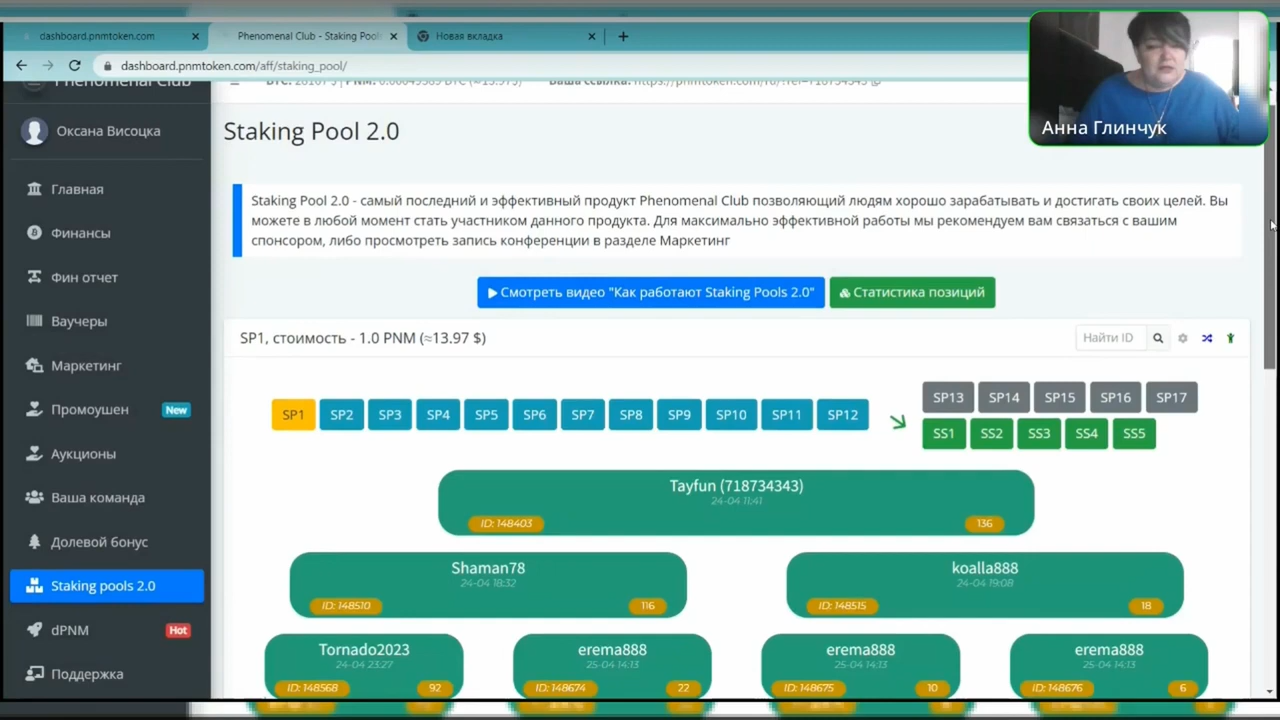 dashboard.pnmtoken.com
Phenomenal Club - Staking Pools
Новая вкладка
dashboard.pnmtoken.com/aff/staking_pool/
Анна Глинчук
Phenomenal Club
Оксана Висоцка
Главная
Финансы
Фин отчет
Ваучеры
Маркетинг
Промоушен New
Аукционы
Ваша команда
Долевой бонус
Staking pools 2.0
dPNM Hot
Поддержка
Staking Pool 2.0
Staking Pool 2.0 - самый последний и эффективный продукт Phenomenal Club позволяющий людям хорошо зарабатывать и достигать своих целей. Вы
можете в любой момент стать участником данного продукта. Для максимально эффективной работы мы рекомендуем вам связаться с вашим
спонсором, либо просмотреть запись конференции в разделе Маркетинг
Смотреть видео "Как работают Staking Pools 2.0" Статистика позиций
SP1, стоимость - 1.0 PNM (≈13.97 $) Найти ID
SP1 SP2 SP3 SP4 SP5 SP6 SP7 SP8 SP9 SP10 SP11 SP12
SP13 SP14 SP15 SP16 SP17
SS1 SS2 SS3 SS4 SS5
Tayfun (718734343)
24-04 11:41
ID: 148403 136
Shaman78 koalla888
24-04 18:32 24-04 19:08
ID: 148510 116 ID: 148515 18
Tornado2023 erema888 erema888 erema888
24-04 23:27 25-04 14:13 25-04 14:13 25-04 14:13
ID: 148568 92 ID: 148674 22 ID: 148675 10 ID: 148676 6